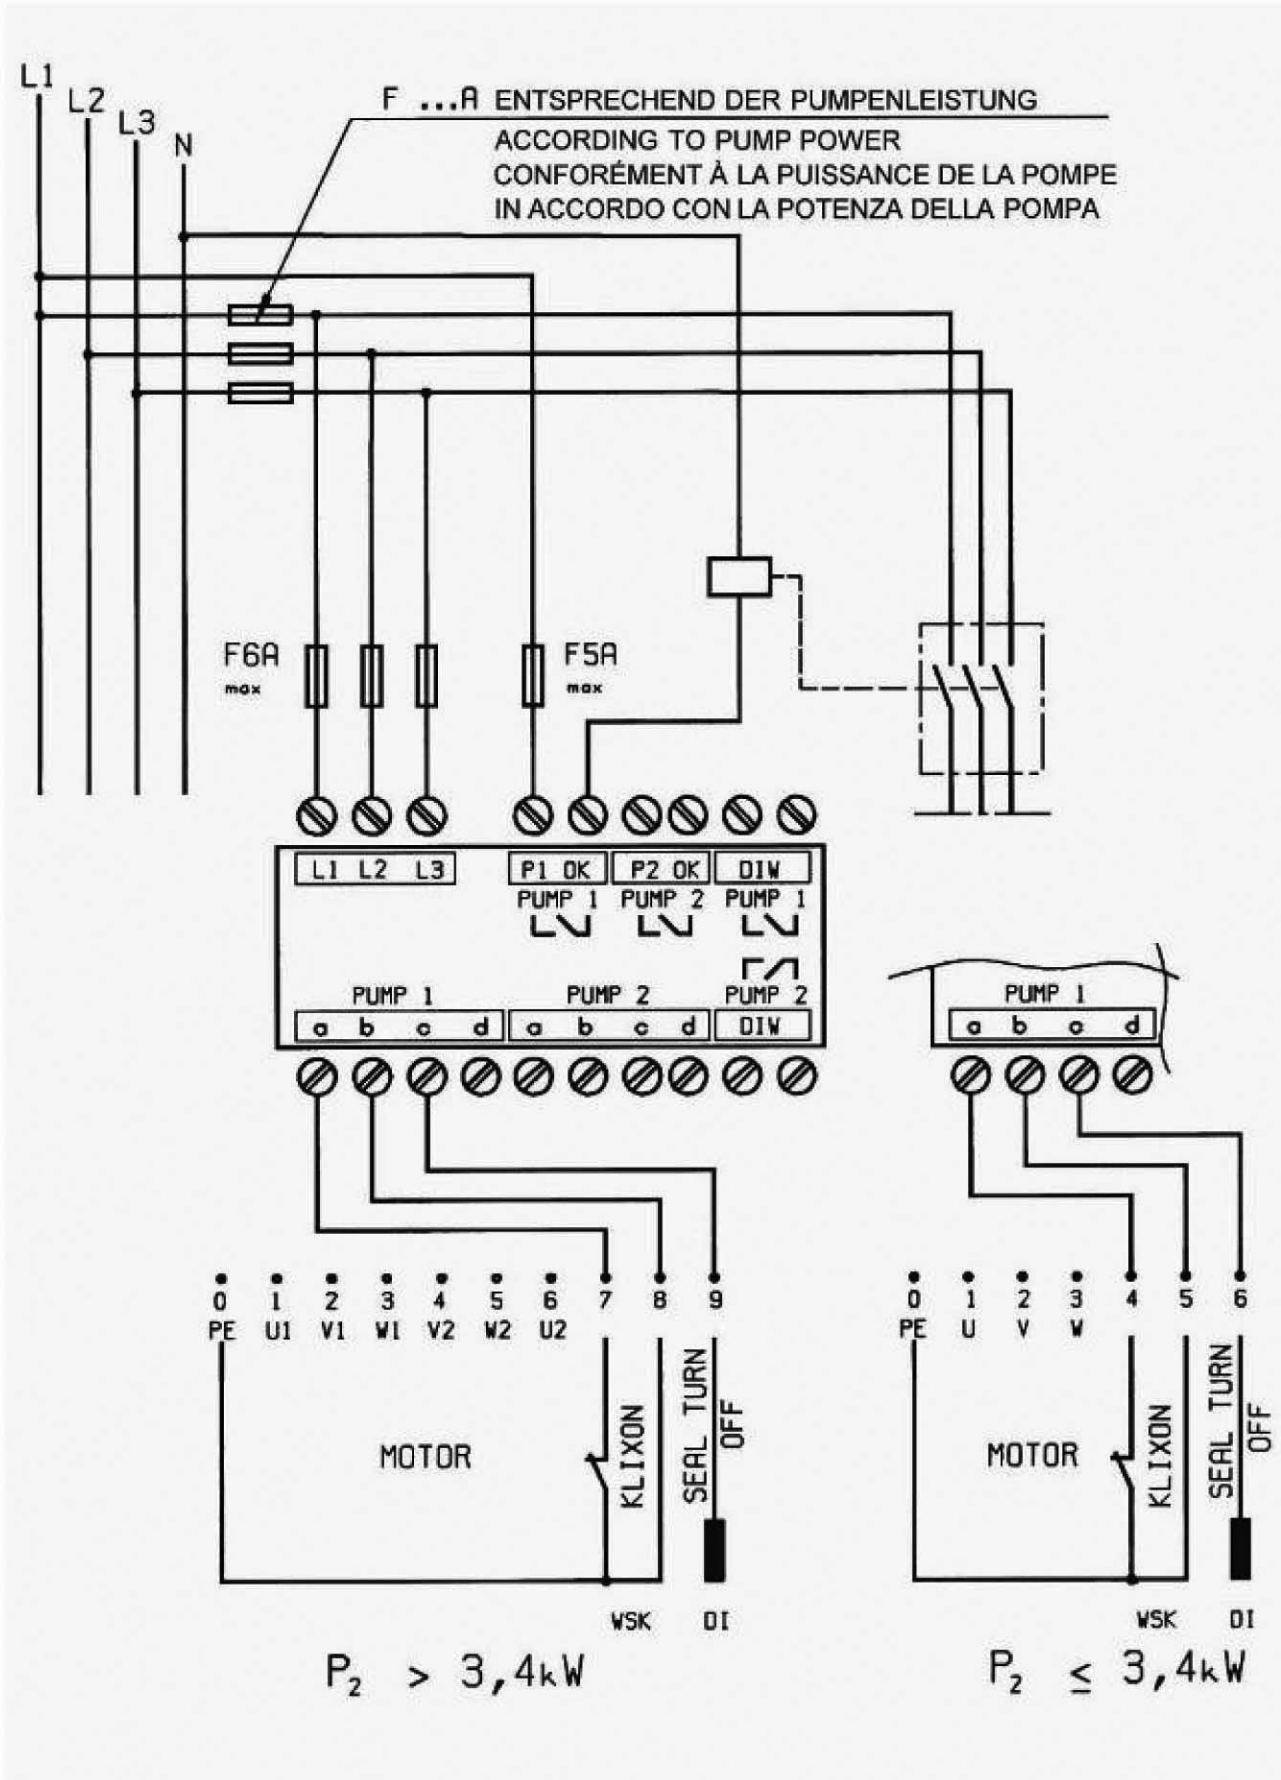 L1
L2
L3
N
F ...A ENTSPRECHEND DER PUMPENLEISTUNG
ACCORDING TO PUMP POWER
CONFORÉMENT À LA PUISSANCE DE LA POMPE
IN ACCORDO CON LA POTENZA DELLA POMPA
F6A
max
F5A
max
L1 L2 L3
P1 OK
P2 OK
DIW
PUMP 1
PUMP 2
PUMP 1
PUMP 1
PUMP 2
PUMP 2
a b c d
a b c d
DIW
PUMP 1
a b c d
0 1 2 3 4 5 6 7 8 9
PE U1 V1 W1 V2 W2 U2
MOTOR
KLIXON
SEAL TURN
OFF
WSK
DI
P2 > 3,4kW
0 1 2 3 4 5 6
PE U V W
MOTOR
KLIXON
SEAL TURN
OFF
WSK
DI
P2 ≤ 3,4kW